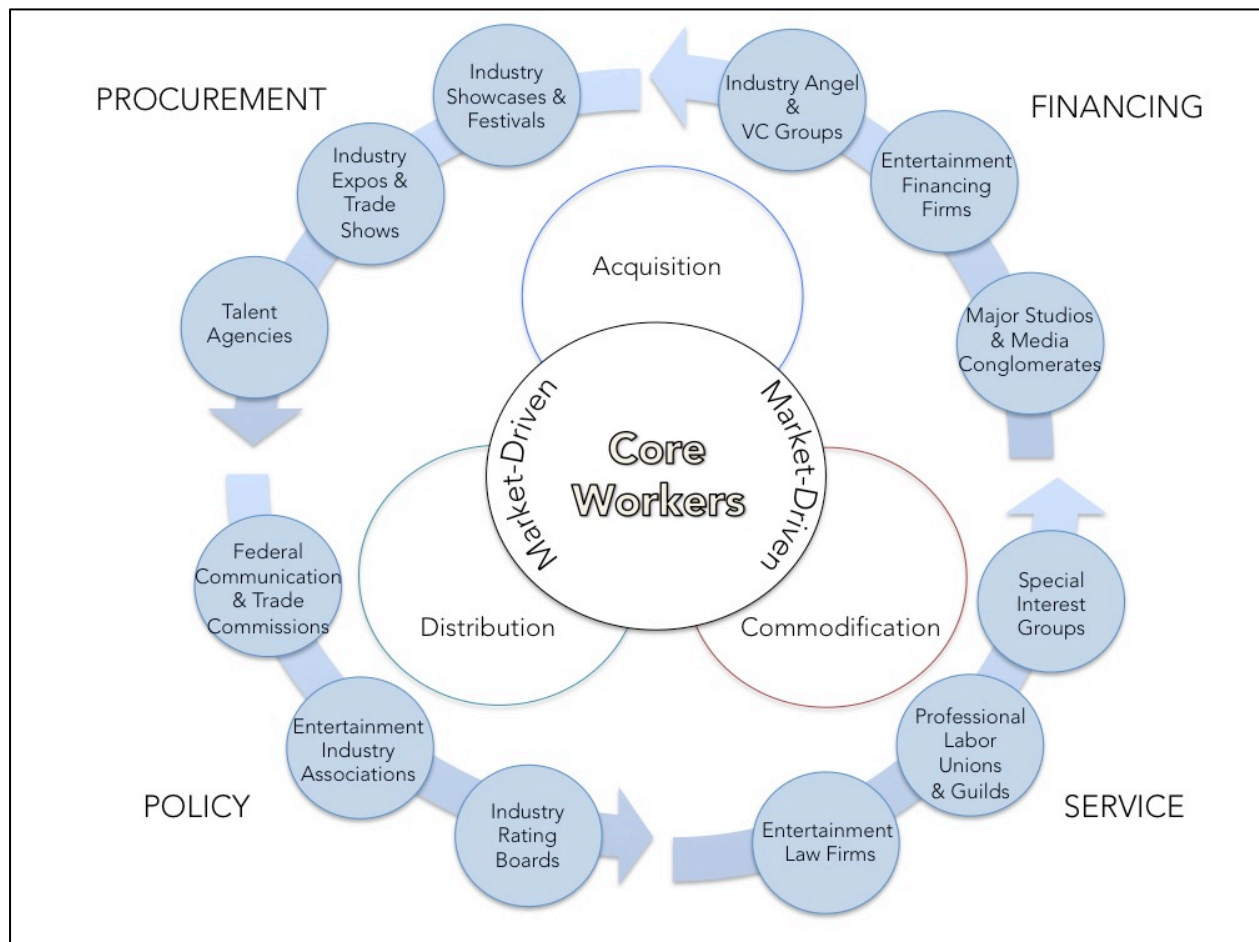 PROCUREMENT
Industry
Showcases &
Festivals
Industry
Expos &
Trade
Shows
Talent
Agencies
Industry Angel
&
VC Groups
FINANCING
Entertainment
Financing
Firms
Major Studios
& Media
Conglomerates
Acquisition
Market-Driven
Core
Workers
Market-Driven
Distribution
Commodification
Federal
Communication
& Trade
Commissions
Entertainment
Industry
Associations
Industry
Rating
Boards
POLICY
Special
Interest
Groups
Professional
Labor
Unions
& Guilds
Entertainment
Law Firms
SERVICE